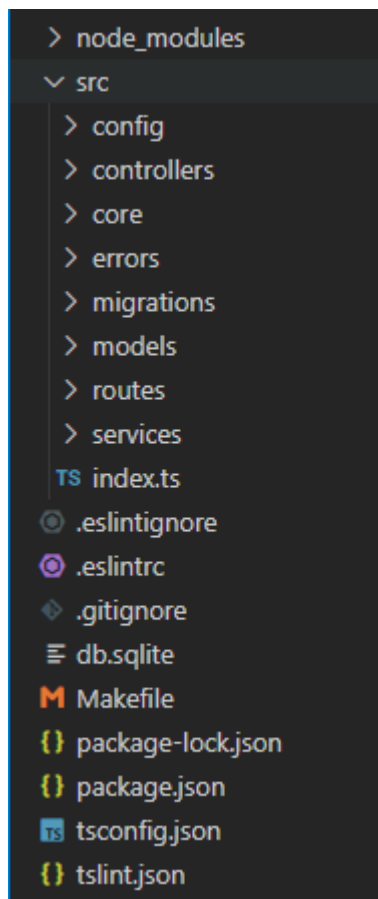 node_modules
src
config
controllers
core
errors
migrations
models
routes
services
TS index.ts
.eslintignore
.eslintrc
.gitignore
db.sqlite
M Makefile
{} package-lock.json
{} package.json
TS tsconfig.json
{} tslint.json